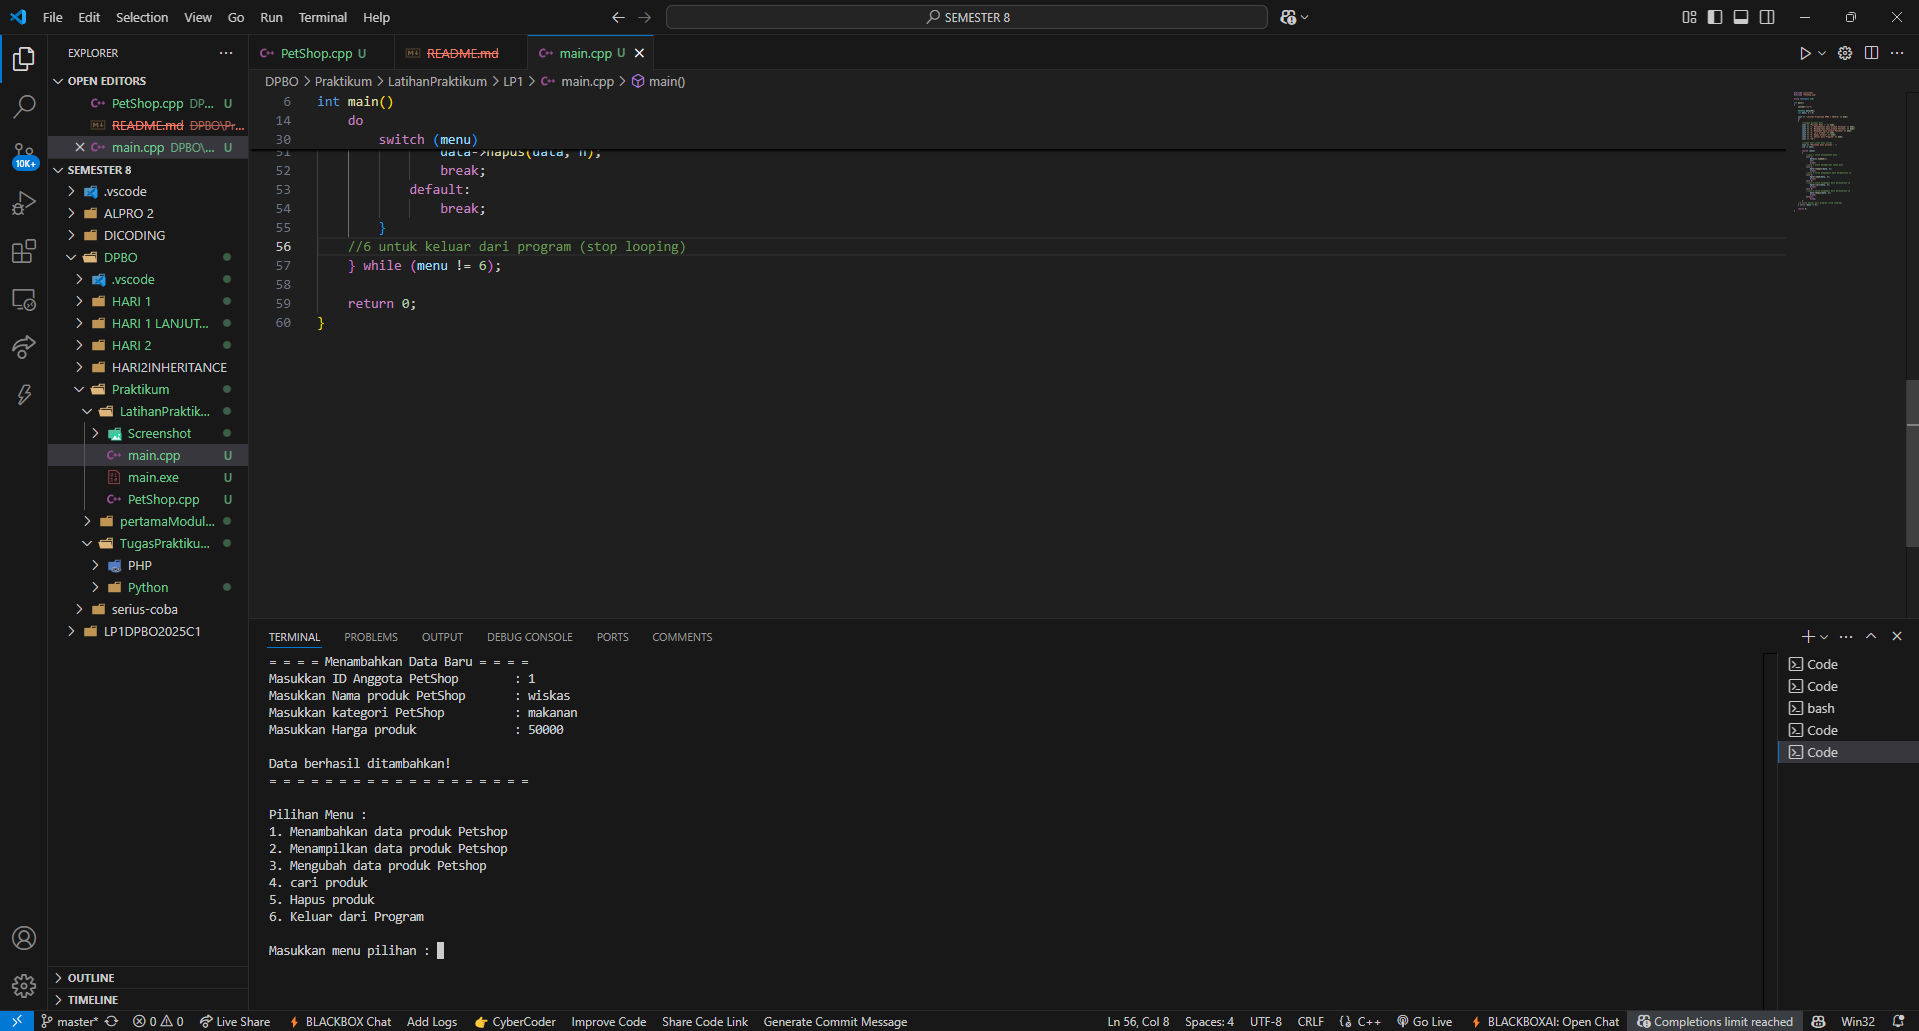 File Edit Selection View Go Run Terminal Help
SEMESTER 8
EXPLORER
OPEN EDITORS
PetShop.cpp DP... U
README.md DPBO\Pr...
main.cpp DPBO\... U
SEMESTER 8
.vscode
ALPRO 2
DICODING
DPBO
.vscode
HARI 1
HARI 1 LANJUT...
HARI 2
HARI2INHERITANCE
Praktikum
LatihanPraktik...
Screenshot
main.cpp U
main.exe U
PetShop.cpp U
pertamaModul...
TugasPraktiku...
PHP
Python
serius-coba
LP1DPBO2025C1
OUTLINE
TIMELINE
10K+
PetShop.cpp U
README.md
main.cpp U
DPBO > Praktikum > LatihanPraktikum > LP1 > main.cpp > main()
6 int main()
14 do
30 switch (menu)
51 data->hapus(data, n);
52 break;
53 default:
54 break;
55 }
56 //6 untuk keluar dari program (stop looping)
57 } while (menu != 6);
58
59 return 0;
60 }
TERMINAL PROBLEMS OUTPUT DEBUG CONSOLE PORTS COMMENTS
= = = = Menambahkan Data Baru = = = =
Masukkan ID Anggota PetShop : 1
Masukkan Nama produk PetShop : wiskas
Masukkan kategori PetShop : makanan
Masukkan Harga produk : 50000
Data berhasil ditambahkan!
= = = = = = = = = = = = = = = = = = =
Pilihan Menu :
1. Menambahkan data produk Petshop
2. Menampilkan data produk Petshop
3. Mengubah data produk Petshop
4. cari produk
5. Hapus produk
6. Keluar dari Program
Masukkan menu pilihan :
Code
Code
bash
Code
Code
master* 0 0 Live Share BLACKBOX Chat Add Logs CyberCoder Improve Code Share Code Link Generate Commit Message
Ln 56, Col 8 Spaces: 4 UTF-8 CRLF {} C++ Go Live BLACKBOXAI: Open Chat Completions limit reached Win32